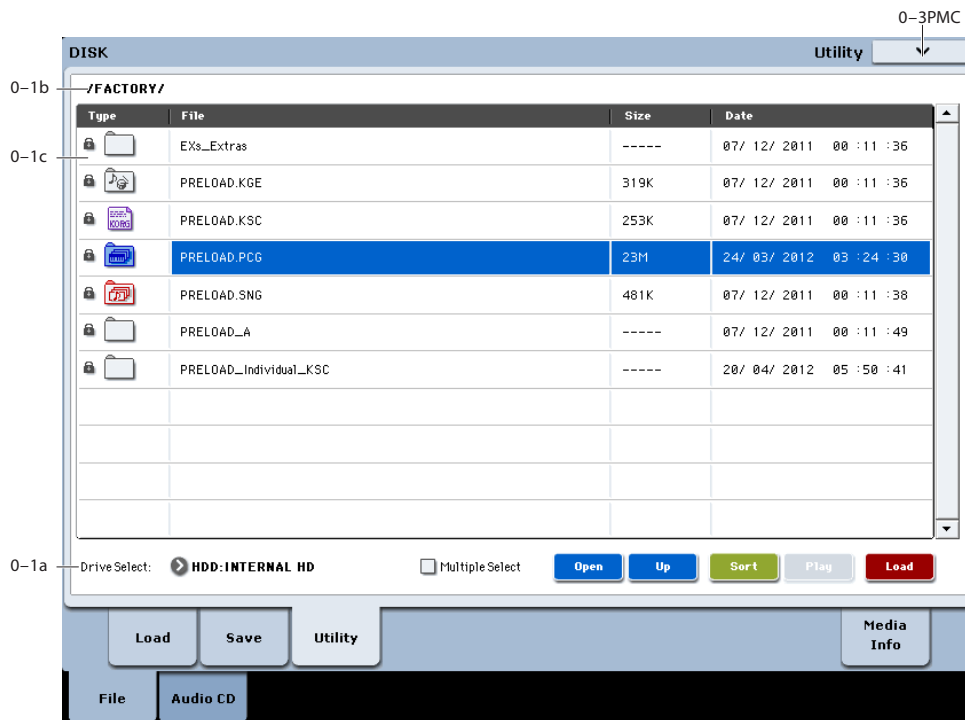 0–3PMC
DISK
Utility
0–1b
/FACTORY/
Type File Size Date
0–1c
EXs_Extras ----- 07/ 12/ 2011 00 :11 :36
PRELOAD.KGE 319K 07/ 12/ 2011 00 :11 :36
KORG PRELOAD.KSC 253K 07/ 12/ 2011 00 :11 :36
PRELOAD.PCG 23M 24/ 03/ 2012 03 :24 :30
PRELOAD.SNG 481K 07/ 12/ 2011 00 :11 :38
PRELOAD_A ----- 07/ 12/ 2011 00 :11 :49
PRELOAD_Individual_KSC ----- 20/ 04/ 2012 05 :50 :41
0–1a
Drive Select: HDD:INTERNAL HD Multiple Select Open Up Sort Play Load
Load Save Utility
Media
Info
File Audio CD